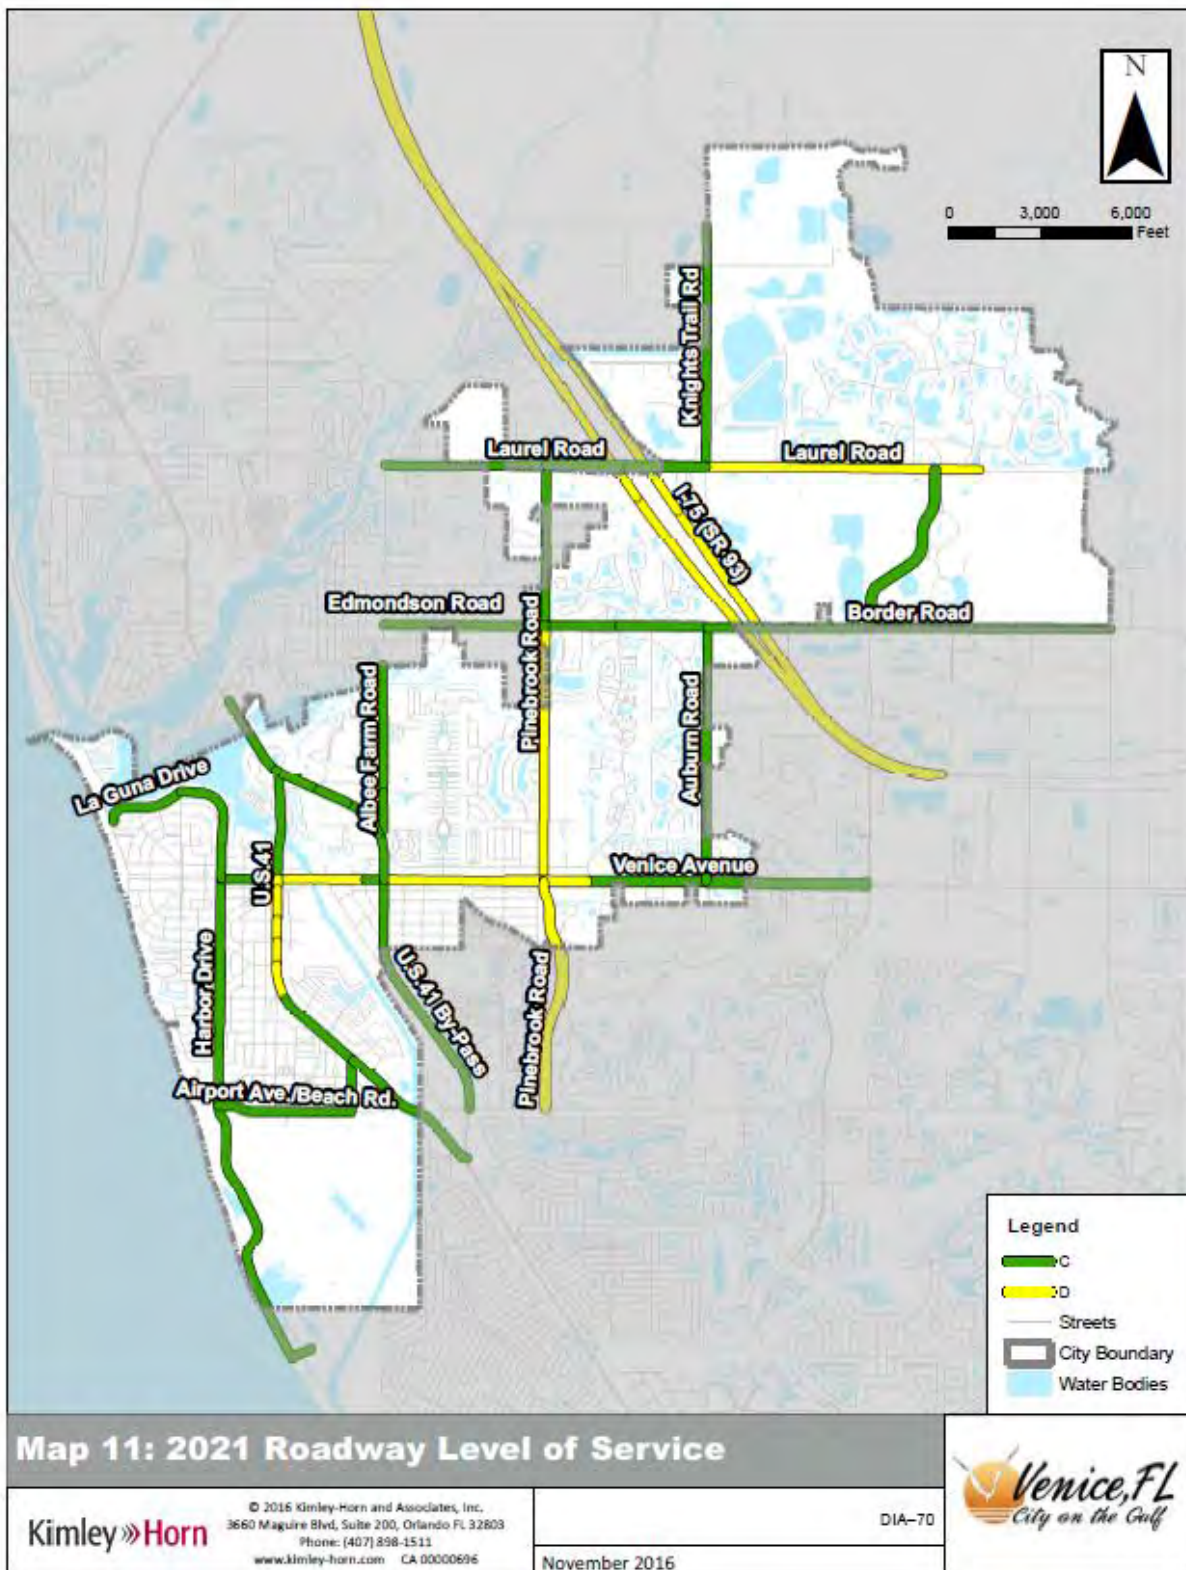 N
0 3,000 6,000
Feet
Knights Trail Rd
Laurel Road
Laurel Road
I-75 (SR 93)
Edmondson Road
Border Road
Pinebrook Road
Albee Farm Road
Auburn Road
La Guna Drive
U.S.41
Venice Avenue
Harbor Drive
U.S.41 By-Pass
Pinebrook Road
Airport Ave./Beach Rd.
Legend
C
D
Streets
City Boundary
Water Bodies
Map 11: 2021 Roadway Level of Service
Kimley»Horn
© 2016 Kimley-Horn and Associates, Inc.
3660 Maguire Blvd, Suite 200, Orlando FL 32803
Phone: (407) 898-1511
www.kimley-horn.com CA 00000696
DIA-70
November 2016
Venice, FL
City on the Gulf